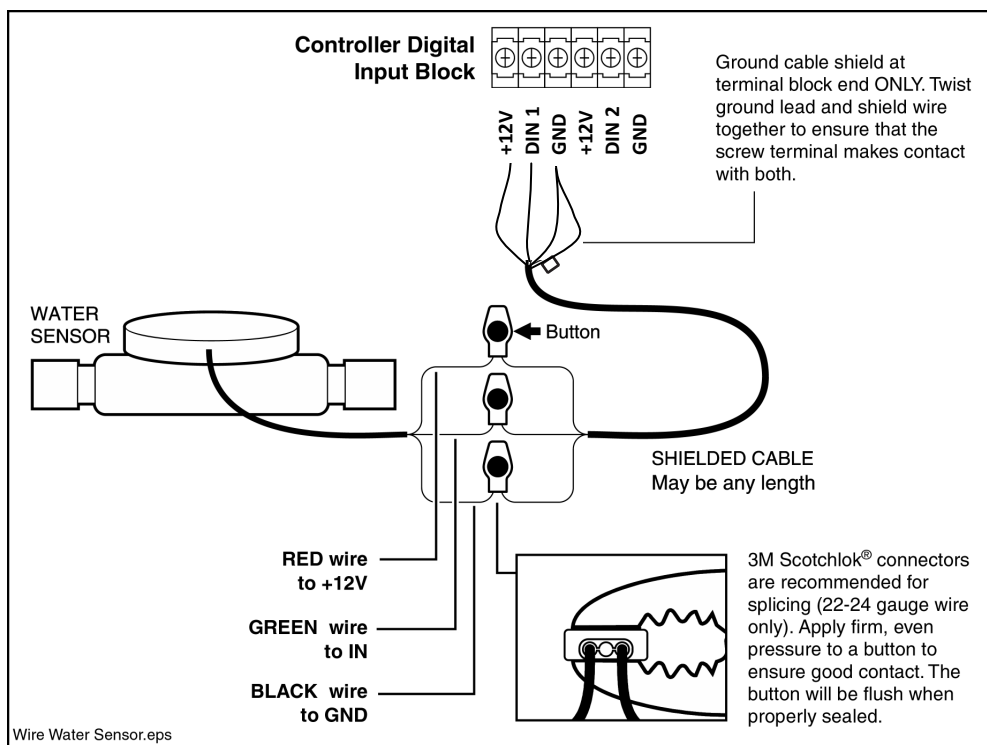 Controller Digital
Input Block
+12V
DIN 1
GND
+12V
DIN 2
GND
Ground cable shield at
terminal block end ONLY. Twist
ground lead and shield wire
together to ensure that the
screw terminal makes contact
with both.
WATER
SENSOR
Button
SHIELDED CABLE
May be any length
RED wire
to +12V
GREEN wire
to IN
BLACK wire
to GND
3M Scotchlok® connectors
are recommended for
splicing (22-24 gauge wire
only). Apply firm, even
pressure to a button to
ensure good contact. The
button will be flush when
properly sealed.
Wire Water Sensor.eps